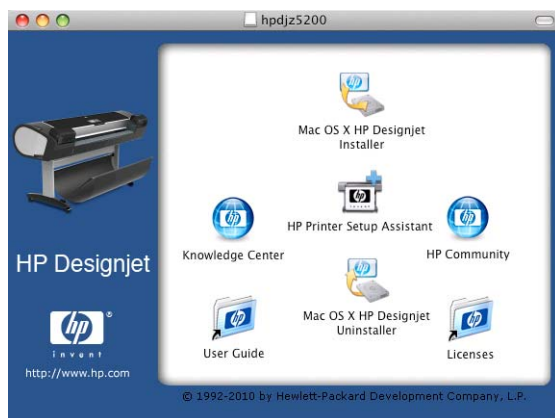 hpdjz5200
Mac OS X HP Designjet
Installer
HP Printer Setup Assistant
Knowledge Center
HP Community
Mac OS X HP Designjet
Uninstaller
User Guide
Licenses
HP Designjet
hp
invent
http://www.hp.com
© 1992-2010 by Hewlett-Packard Development Company, L.P.